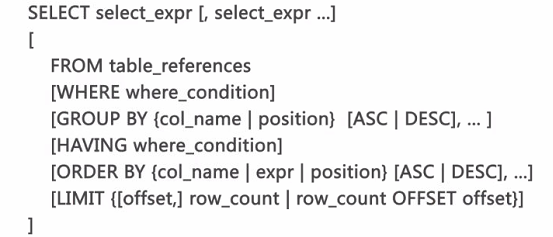 SELECT select_expr [, select_expr ...]
[
FROM table_references
[WHERE where_condition]
[GROUP BY {col_name | position} [ASC | DESC], ... ]
[HAVING where_condition]
[ORDER BY {col_name | expr | position} [ASC | DESC], ...]
[LIMIT {[offset,] row_count | row_count OFFSET offset}]
]